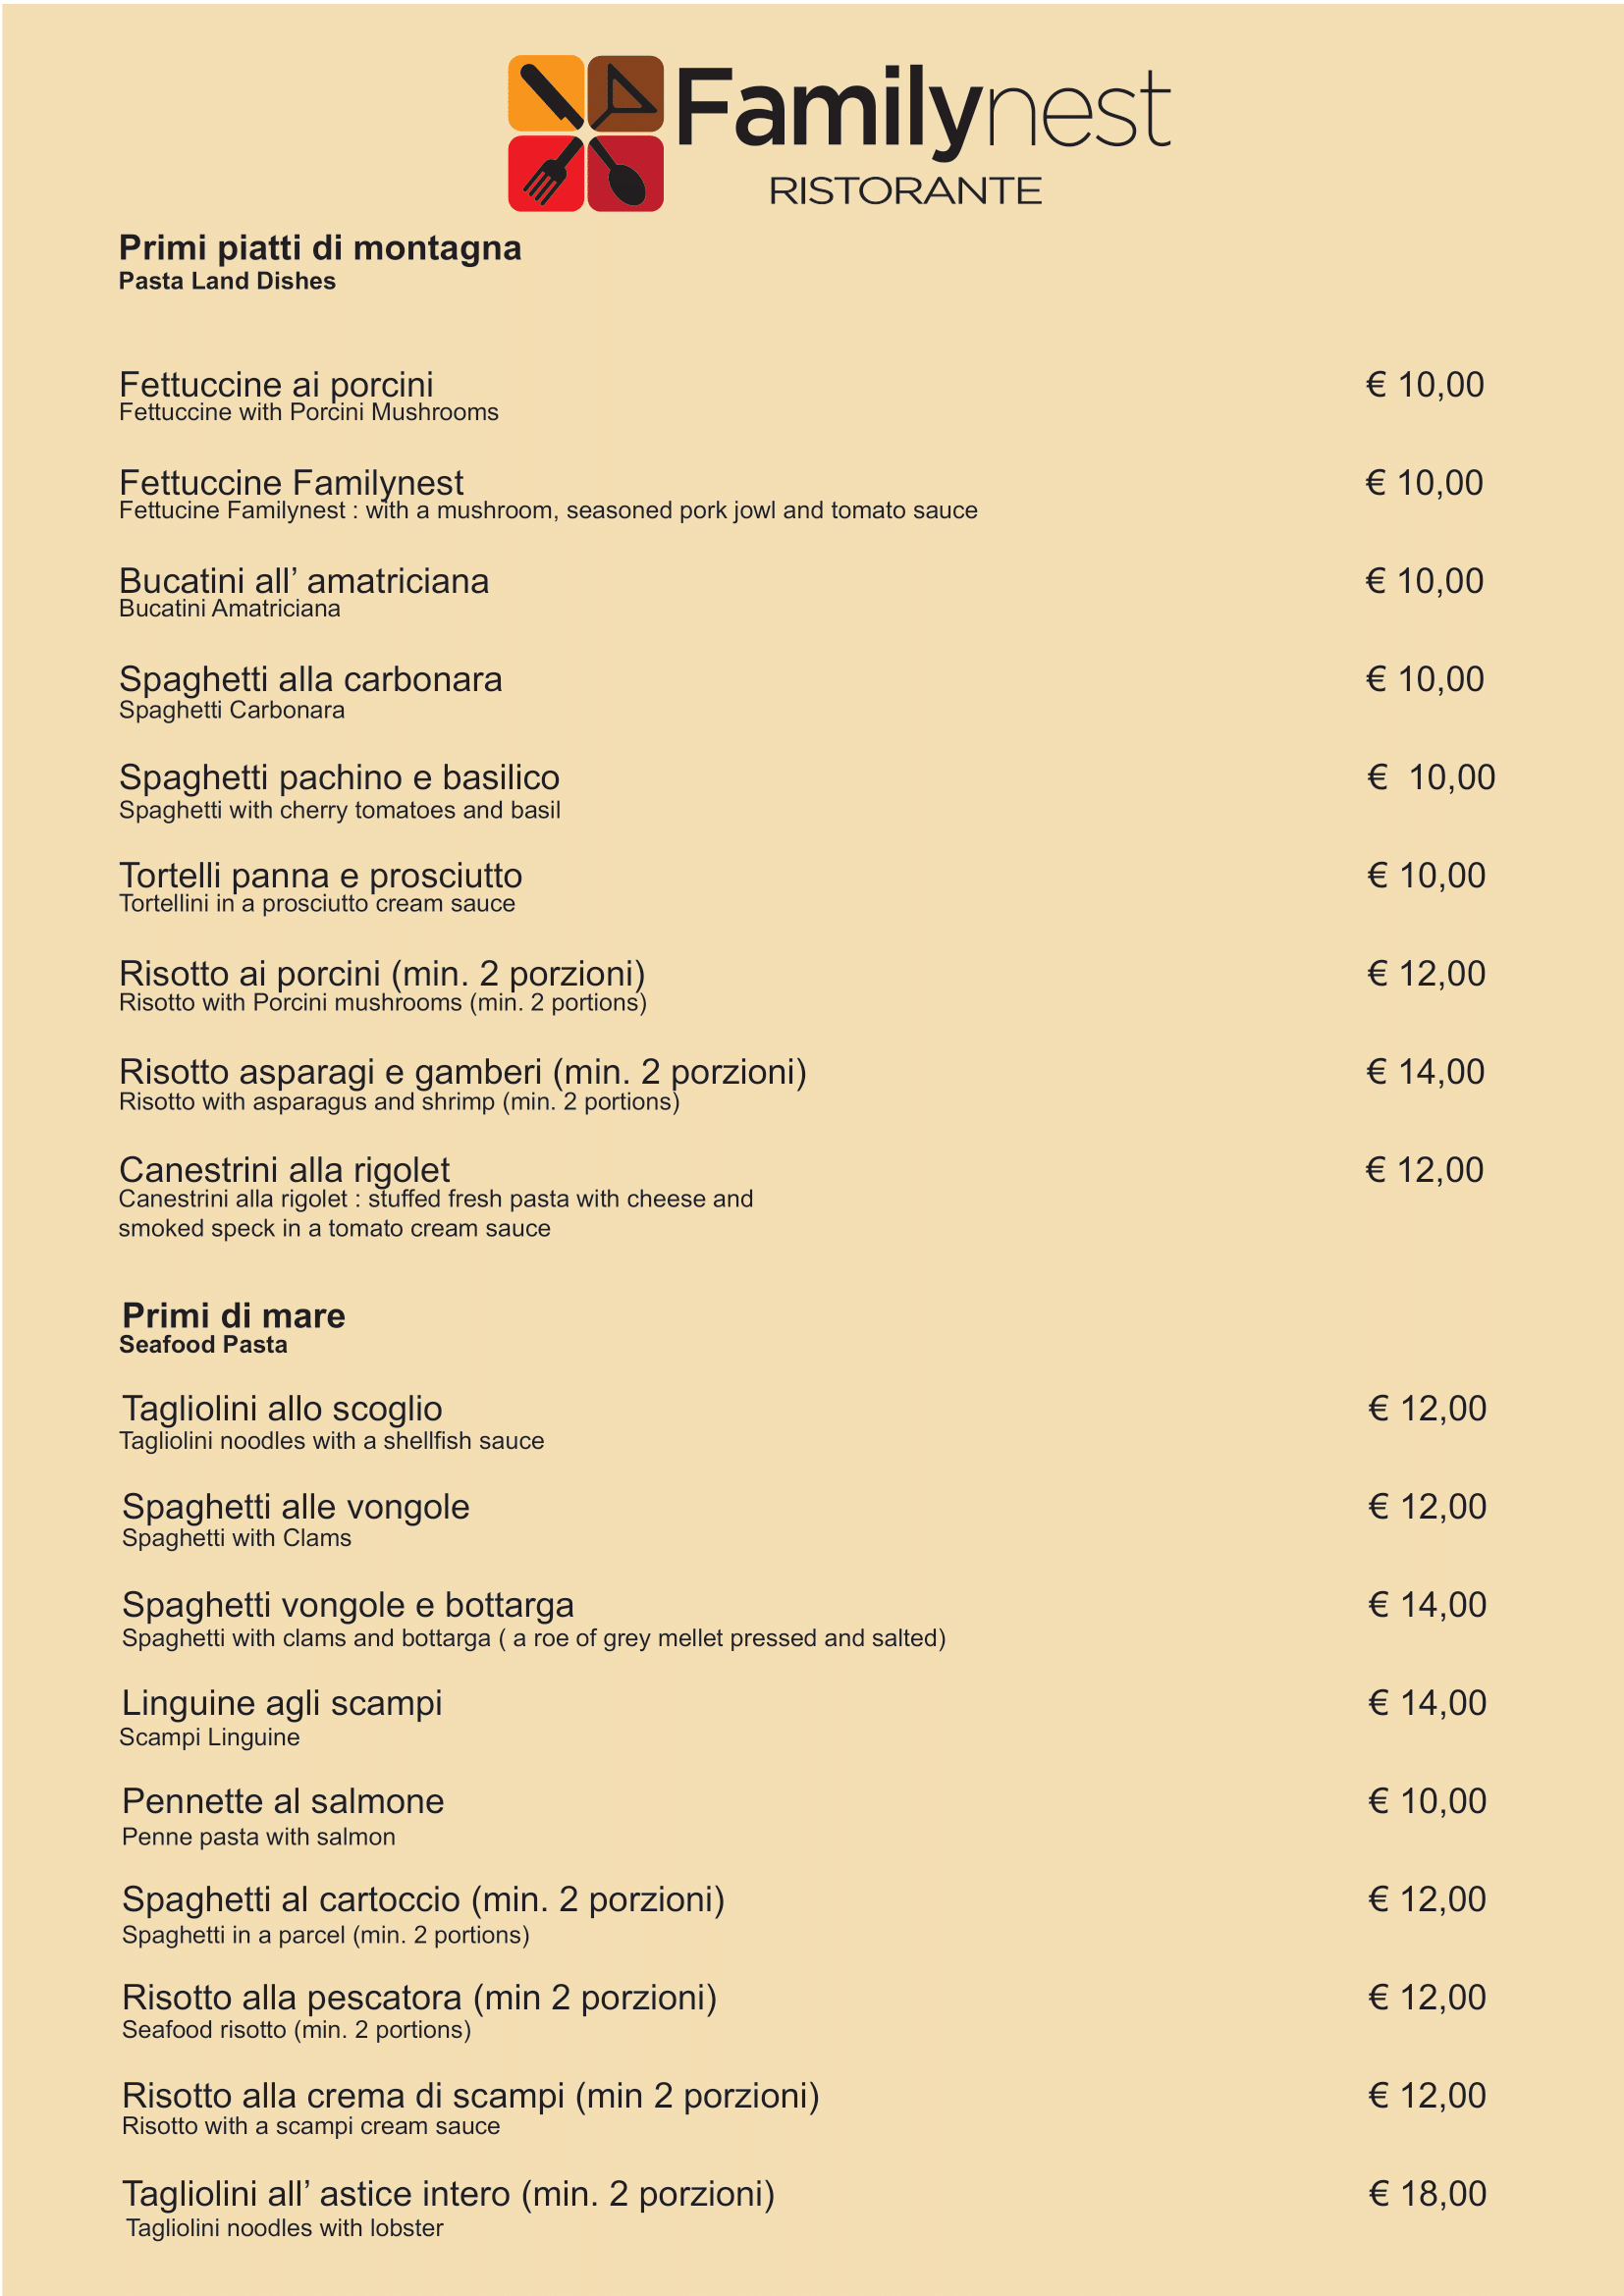 Familynest
RISTORANTE
Primi piatti di montagna
Pasta Land Dishes
Fettuccine ai porcini € 10,00
Fettuccine with Porcini Mushrooms
Fettuccine Familynest € 10,00
Fettucine Familynest : with a mushroom, seasoned pork jowl and tomato sauce
Bucatini all’ amatriciana € 10,00
Bucatini Amatriciana
Spaghetti alla carbonara € 10,00
Spaghetti Carbonara
Spaghetti pachino e basilico € 10,00
Spaghetti with cherry tomatoes and basil
Tortelli panna e prosciutto € 10,00
Tortellini in a prosciutto cream sauce
Risotto ai porcini (min. 2 porzioni) € 12,00
Risotto with Porcini mushrooms (min. 2 portions)
Risotto asparagi e gamberi (min. 2 porzioni) € 14,00
Risotto with asparagus and shrimp (min. 2 portions)
Canestrini alla rigolet € 12,00
Canestrini alla rigolet : stuffed fresh pasta with cheese and
smoked speck in a tomato cream sauce
Primi di mare
Seafood Pasta
Tagliolini allo scoglio € 12,00
Tagliolini noodles with a shellfish sauce
Spaghetti alle vongole € 12,00
Spaghetti with Clams
Spaghetti vongole e bottarga € 14,00
Spaghetti with clams and bottarga ( a roe of grey mellet pressed and salted)
Linguine agli scampi € 14,00
Scampi Linguine
Pennette al salmone € 10,00
Penne pasta with salmon
Spaghetti al cartoccio (min. 2 porzioni) € 12,00
Spaghetti in a parcel (min. 2 portions)
Risotto alla pescatora (min 2 porzioni) € 12,00
Seafood risotto (min. 2 portions)
Risotto alla crema di scampi (min 2 porzioni) € 12,00
Risotto with a scampi cream sauce
Tagliolini all’ astice intero (min. 2 porzioni) € 18,00
Tagliolini noodles with lobster